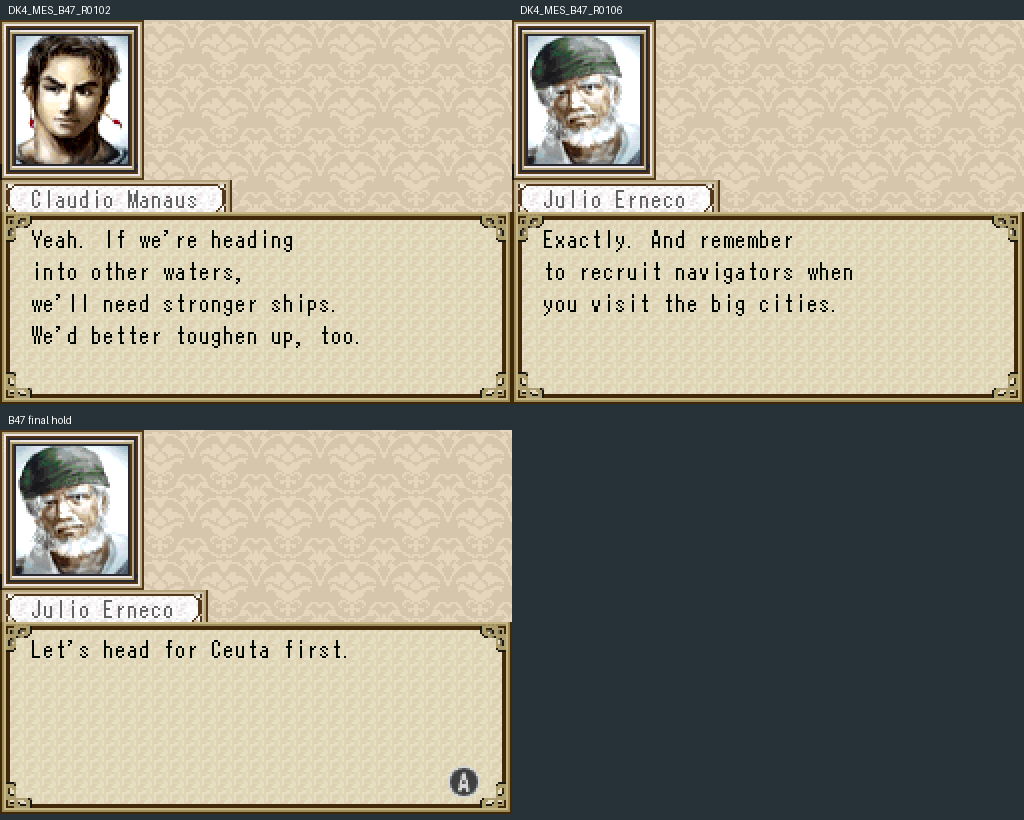 DK4_MES_B47_R0102
Claudio Manaus
Yeah. If we're heading
into other waters,
we'll need stronger ships.
We'd better toughen up, too.
DK4_MES_B47_R0106
Julio Erneco
Exactly. And remember
to recruit navigators when
you visit the big cities.
B47 final hold
Julio Erneco
Let's head for Ceuta first.
A